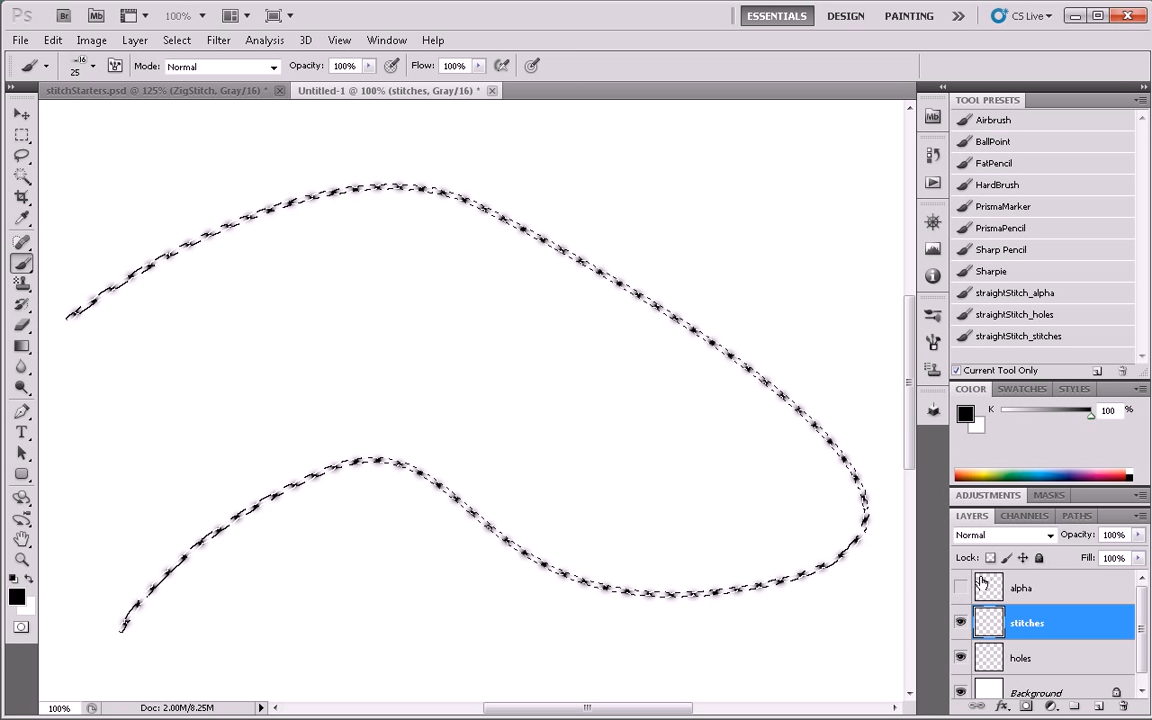 Ps Br Mb 100% ESSENTIALS DESIGN PAINTING CS Live
File Edit Image Layer Select Filter Analysis 3D View Window Help
25 Mode: Normal Opacity: 100% Flow: 100%
stitchStarters.psd @ 125% (ZigStitch, Gray/16) * Untitled-1 @ 100% (stitches, Gray/16) *
TOOL PRESETS
Airbrush
BallPoint
FatPencil
HardBrush
PrismaMarker
PrismaPencil
Sharp Pencil
Sharpie
straightStitch_alpha
straightStitch_holes
straightStitch_stitches
Current Tool Only
COLOR SWATCHES STYLES
K 100 %
ADJUSTMENTS MASKS
LAYERS CHANNELS PATHS
Normal Opacity: 100%
Lock: Fill: 100%
alpha
stitches
holes
Background
100% Doc: 2.00M/8.25M